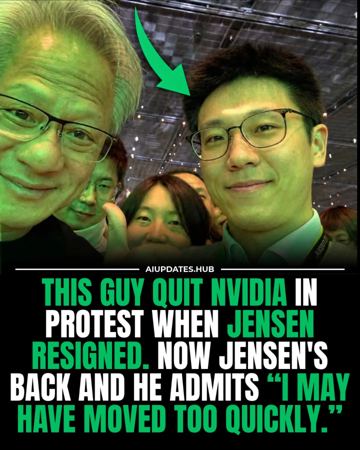 AIUPDATES.HUB
THIS GUY QUIT NVIDIA IN
PROTEST WHEN JENSEN
RESIGNED. NOW JENSEN'S
BACK AND HE ADMITS “I MAY
HAVE MOVED TOO QUICKLY.”